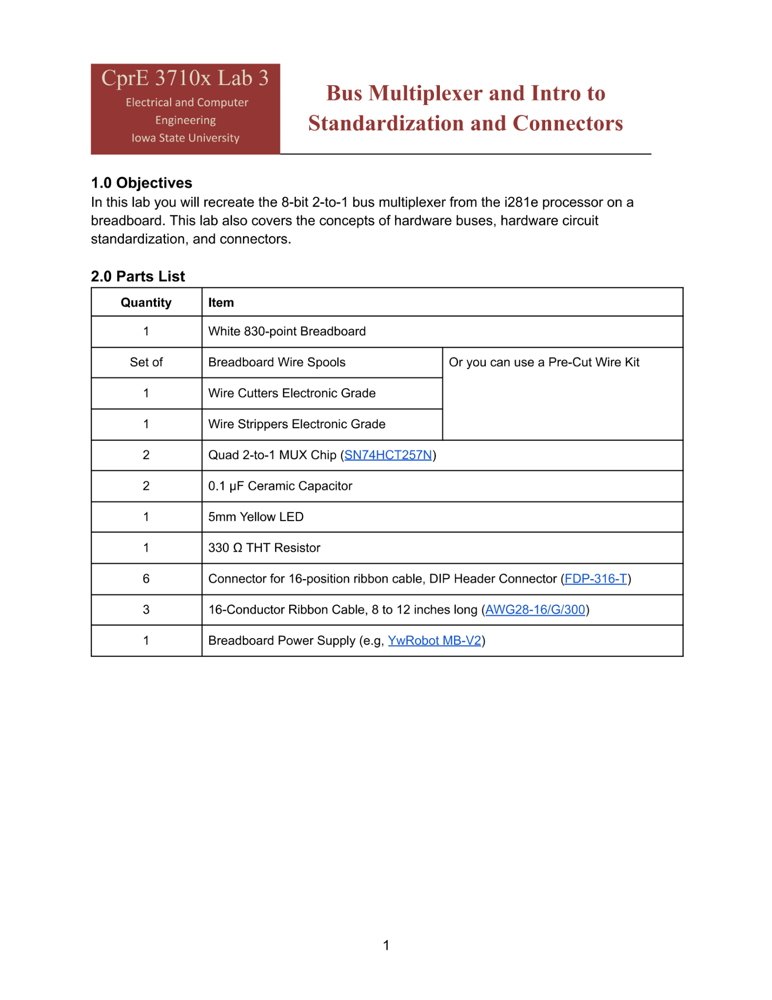 CprE 3710x Lab 3
Electrical and Computer
Engineering
Iowa State University
Bus Multiplexer and Intro to
Standardization and Connectors
1.0 Objectives
In this lab you will recreate the 8-bit 2-to-1 bus multiplexer from the i281e processor on a
breadboard. This lab also covers the concepts of hardware buses, hardware circuit
standardization, and connectors.
2.0 Parts List
Quantity Item
1 White 830-point Breadboard
Set of Breadboard Wire Spools Or you can use a Pre-Cut Wire Kit
1 Wire Cutters Electronic Grade
1 Wire Strippers Electronic Grade
2 Quad 2-to-1 MUX Chip (SN74HCT257N)
2 0.1 µF Ceramic Capacitor
1 5mm Yellow LED
1 330 Ω THT Resistor
6 Connector for 16-position ribbon cable, DIP Header Connector (FDP-316-T)
3 16-Conductor Ribbon Cable, 8 to 12 inches long (AWG28-16/G/300)
1 Breadboard Power Supply (e.g, YwRobot MB-V2)
1